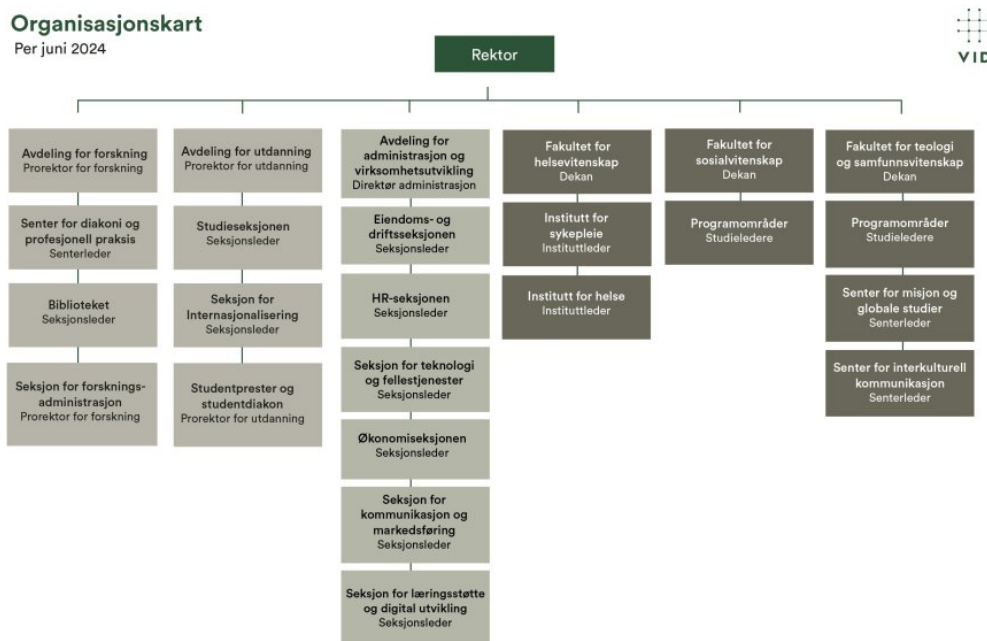 Organisasjonskart
Per juni 2024
VID
Rektor
Avdeling for forskning
Prorektor for forskning
Senter for diakoni og
profesjonell praksis
Senterleder
Biblioteket
Seksjonsleder
Seksjon for forsknings-
administrasjon
Prorektor for forskning
Avdeling for utdanning
Prorektor for utdanning
Studieseksjonen
Seksjonsleder
Seksjon for
Internasjonalisering
Seksjonsleder
Studentprester og
studentdiakon
Prorektor for utdanning
Avdeling for
administrasjon og
virksomhetsutvikling
Direktør administrasjon
Eiendoms- og
driftsseksjonen
Seksjonsleder
HR-seksjonen
Seksjonsleder
Seksjon for teknologi
og fellestjenester
Seksjonsleder
Økonomiseksjonen
Seksjonsleder
Seksjon for
kommunikasjon og
markedsføring
Seksjonsleder
Seksjon for læringsstøtte
og digital utvikling
Seksjonsleder
Fakultet for
helsevitenskap
Dekan
Institutt for
sykepleie
Instituttleder
Institutt for helse
Instituttleder
Fakultet for
sosialvitenskap
Dekan
Programområder
Studieledere
Fakultet for teologi
og samfunnsvitenskap
Dekan
Programområder
Studieledere
Senter for misjon og
globale studier
Senterleder
Senter for interkulturell
kommunikasjon
Senterleder